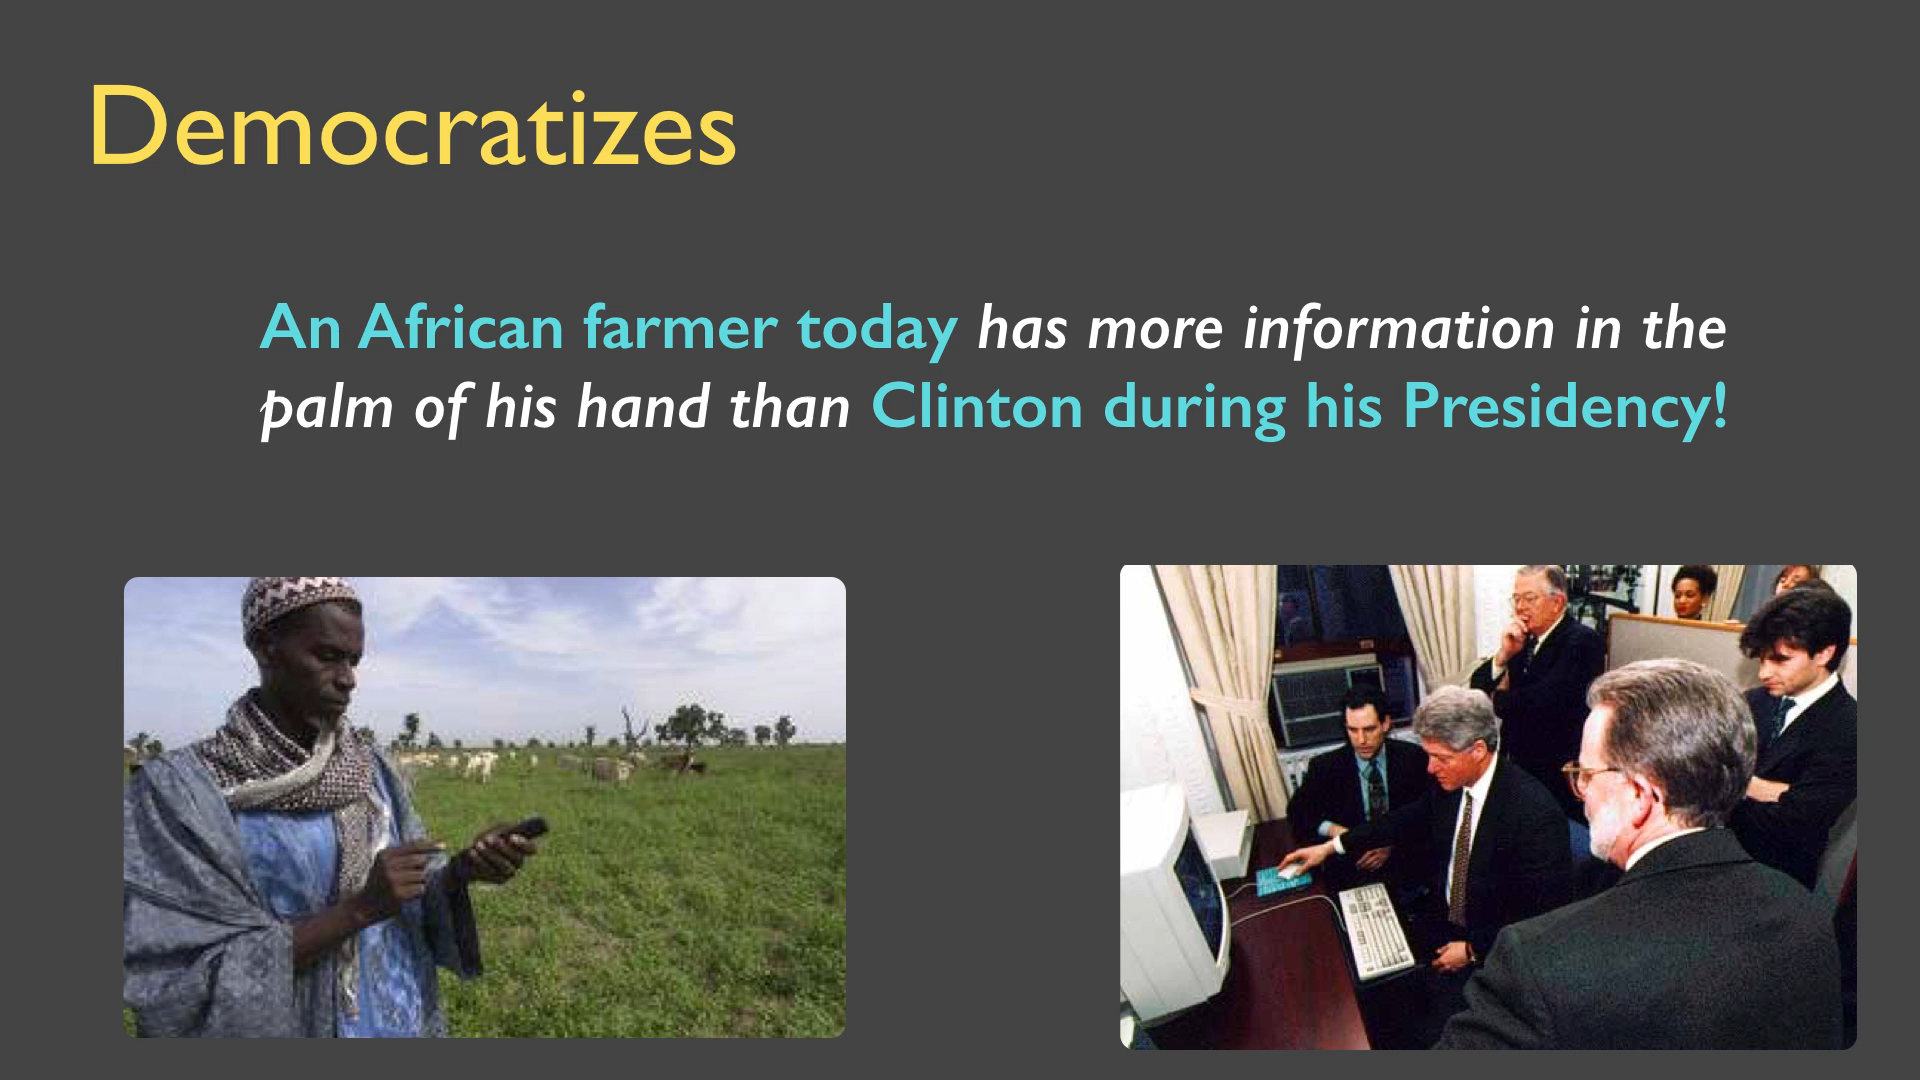 Democratizes
An African farmer today has more information in the
palm of his hand than Clinton during his Presidency!